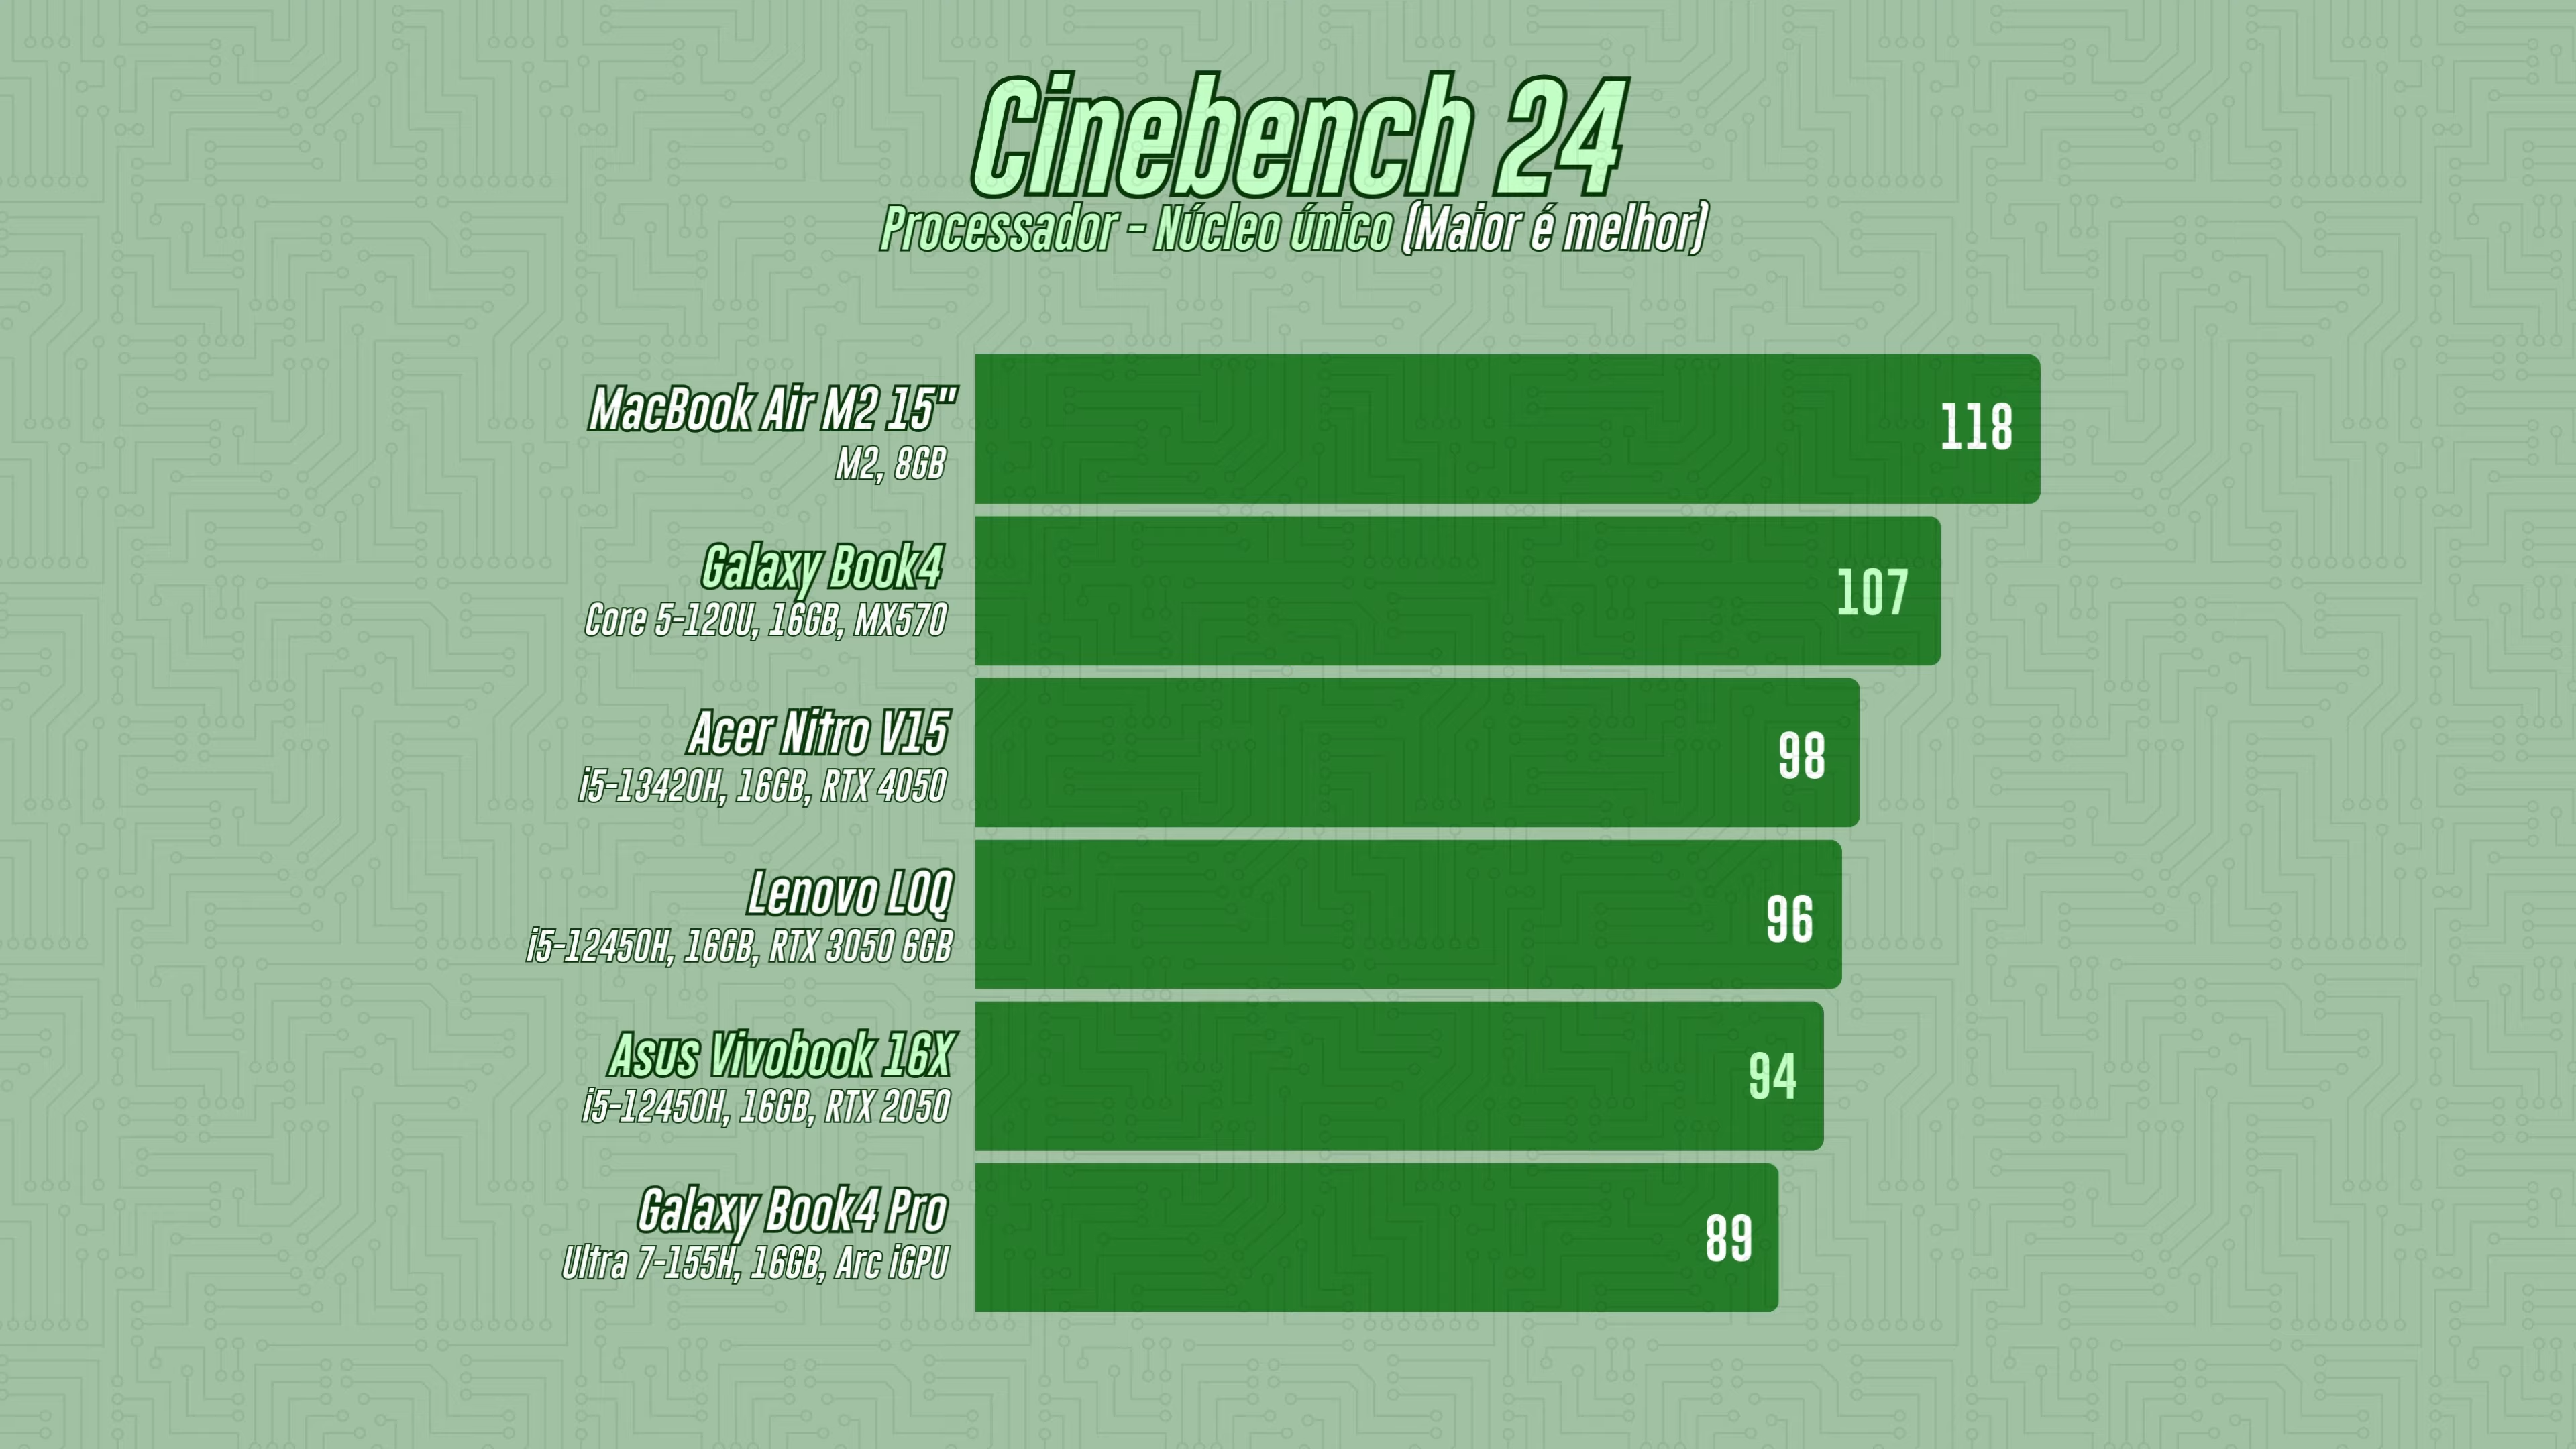 Cinebench 24
Processador - Núcleo único (Maior é melhor)
MacBook Air M2 15"
M2, 8GB
118
Galaxy Book4
Core 5-120U, 16GB, MX570
107
Acer Nitro V15
i5-13420H, 16GB, RTX 4050
98
Lenovo LOQ
i5-12450H, 16GB, RTX 3050 6GB
96
Asus Vivobook 16X
i5-12450H, 16GB, RTX 2050
94
Galaxy Book4 Pro
Ultra 7-155H, 16GB, Arc iGPU
89